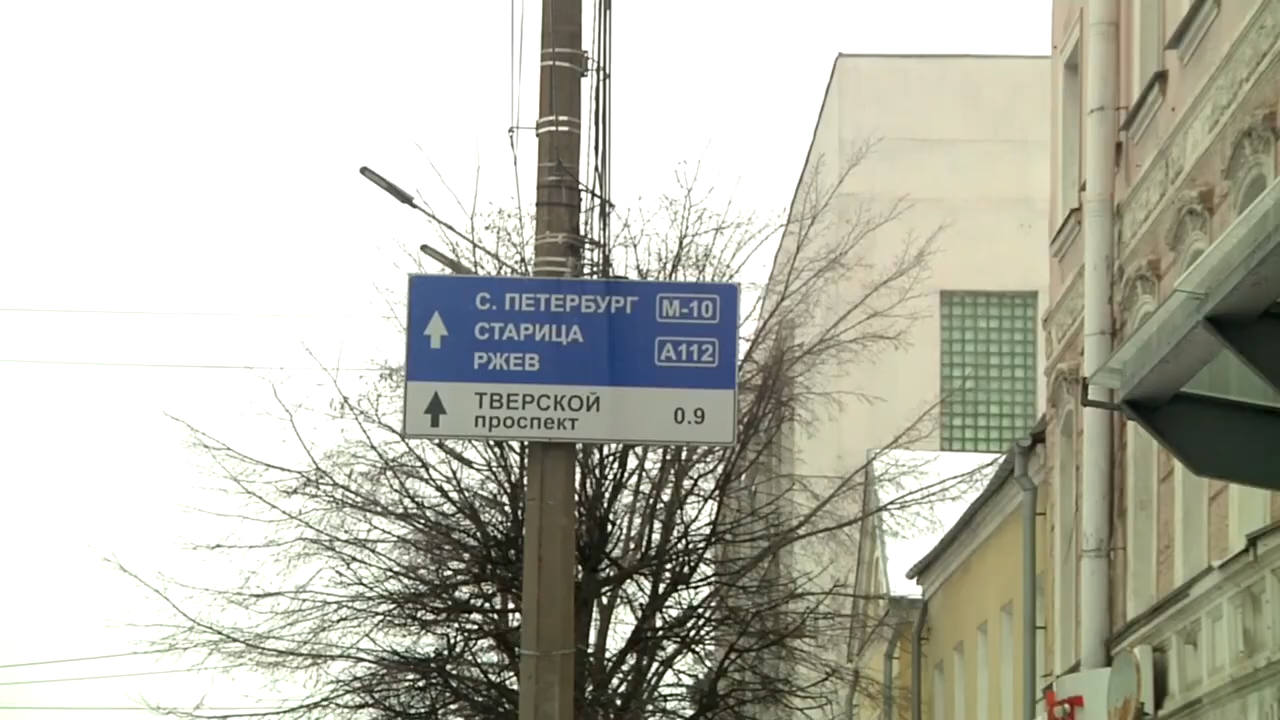 С. ПЕТЕРБУРГ М-10
СТАРИЦА
РЖЕВ А112
ТВЕРСКОЙ
проспект 0.9